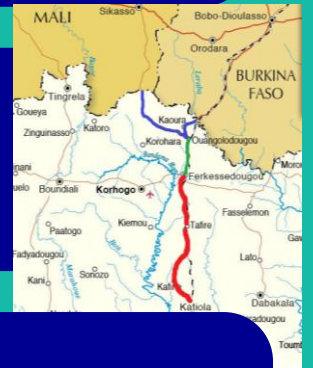 MALI
Sikasso
Bobo-Dioulasso
Orodara
BURKINA
FASO
Tingrela
Goueya
Kaoura
Zinguinasso
Katoro
Korohara
Ouangolodougou
Ferkessedougou
Boundiali
Korhogo
Fasselemon
Kiemou
Tafire
Paatogo
Lato
Fadyadougou
Kani
Sonozo
Katiola
Dabakala